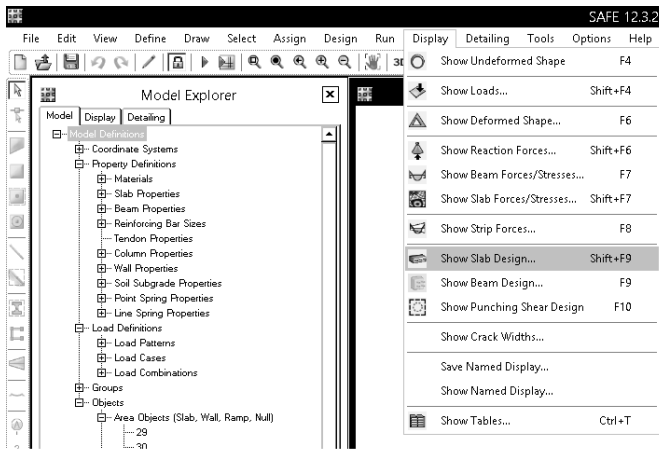 SAFE 12.3.2
File Edit View Define Draw Select Assign Design Run Display Detailing Tools Options Help
Model Explorer
Model Display Detailing
Model Definitions
Coordinate Systems
Property Definitions
Materials
Slab Properties
Beam Properties
Reinforcing Bar Sizes
Tendon Properties
Column Properties
Wall Properties
Soil Subgrade Properties
Point Spring Properties
Line Spring Properties
Load Definitions
Load Patterns
Load Cases
Load Combinations
Groups
Objects
Area Objects (Slab, Wall, Ramp, Null)
29
30
Show Undeformed Shape F4
Show Loads... Shift+F4
Show Deformed Shape... F6
Show Reaction Forces... Shift+F6
Show Beam Forces/Stresses... F7
Show Slab Forces/Stresses... Shift+F7
Show Strip Forces... F8
Show Slab Design... Shift+F9
Show Beam Design... F9
Show Punching Shear Design F10
Show Crack Widths...
Save Named Display...
Show Named Display...
Show Tables... Ctrl+T